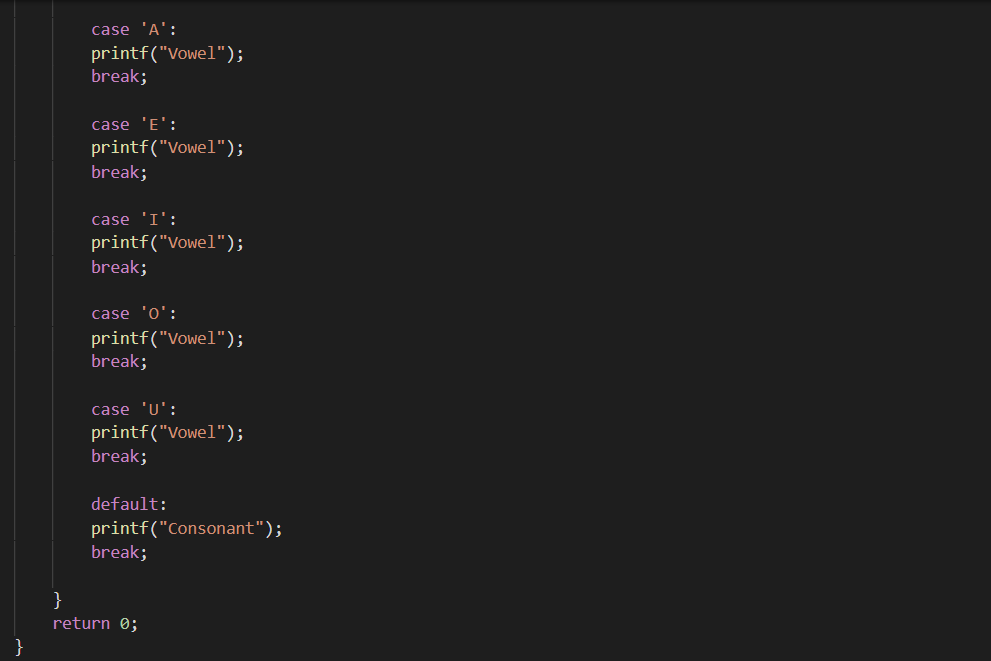 case 'A':
printf("Vowel");
break;
case 'E':
printf("Vowel");
break;
case 'I':
printf("Vowel");
break;
case 'O':
printf("Vowel");
break;
case 'U':
printf("Vowel");
break;
default:
printf("Consonant");
break;
}
return 0;
}